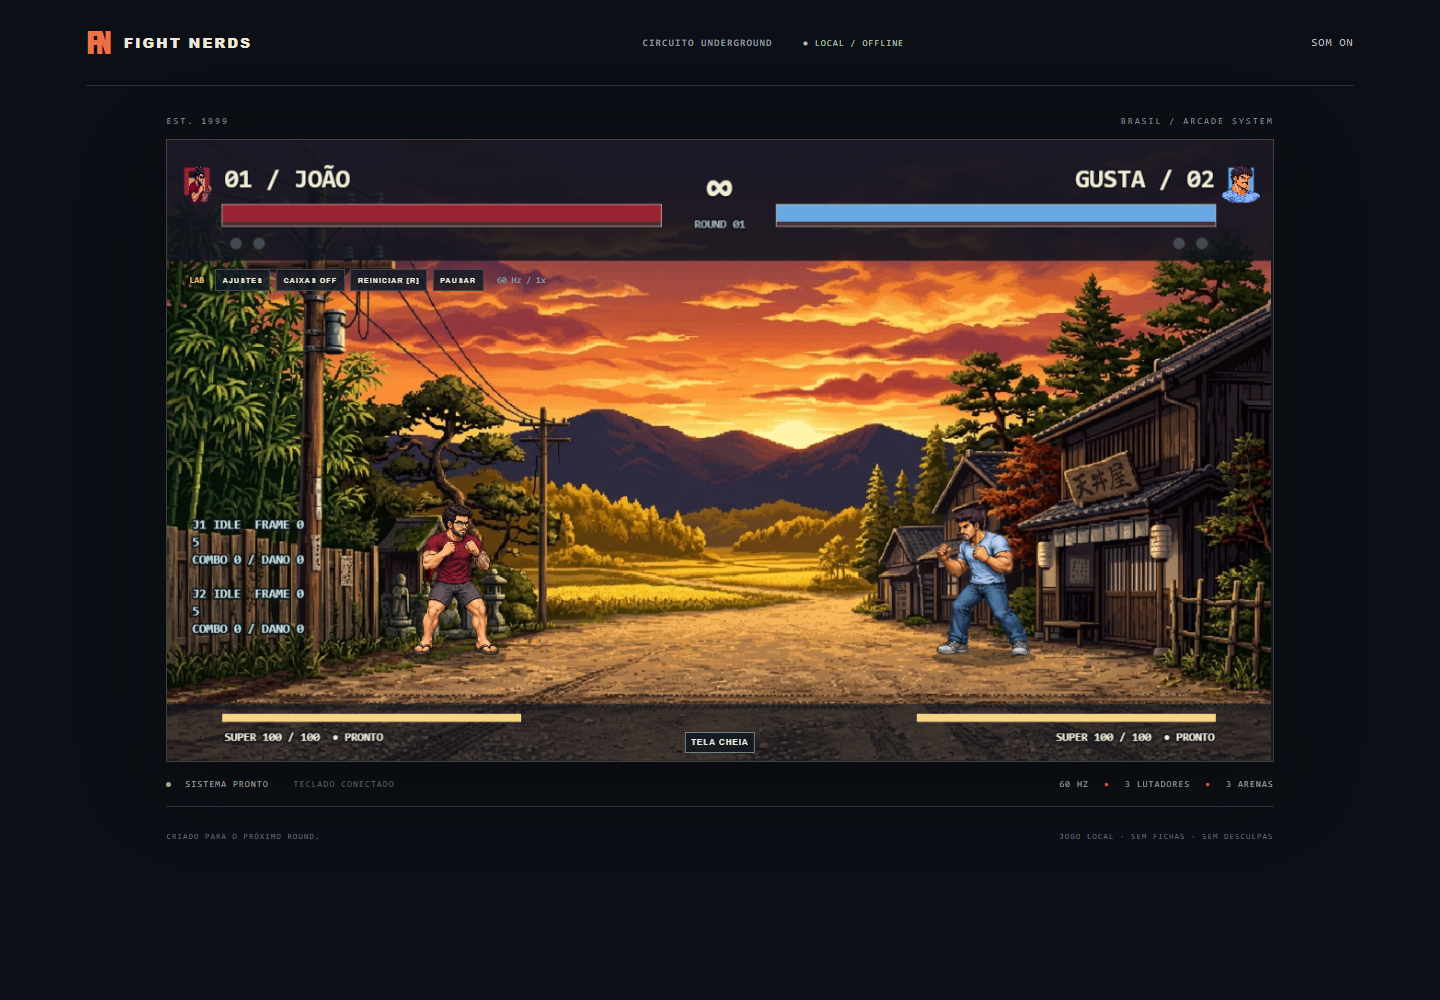 FN FIGHT NERDS
CIRCUITO UNDERGROUND
● LOCAL / OFFLINE
SOM ON
EST. 1999
BRASIL / ARCADE SYSTEM
01 / JOÃO
∞
GUSTA / 02
ROUND 01
LAB
AJUSTES
CAIXAS OFF
REINICIAR [R]
PAUSAR
60 Hz / 1x
天丼屋
J1 IDLE FRAME 0
5
COMBO 0 / DANO 0
J2 IDLE FRAME 0
5
COMBO 0 / DANO 0
SUPER 100 / 100 ● PRONTO
TELA CHEIA
SUPER 100 / 100 ● PRONTO
● SISTEMA PRONTO
TECLADO CONECTADO
60 HZ ● 3 LUTADORES ● 3 ARENAS
CRIADO PARA O PRÓXIMO ROUND.
JOGO LOCAL · SEM FICHAS · SEM DESCULPAS